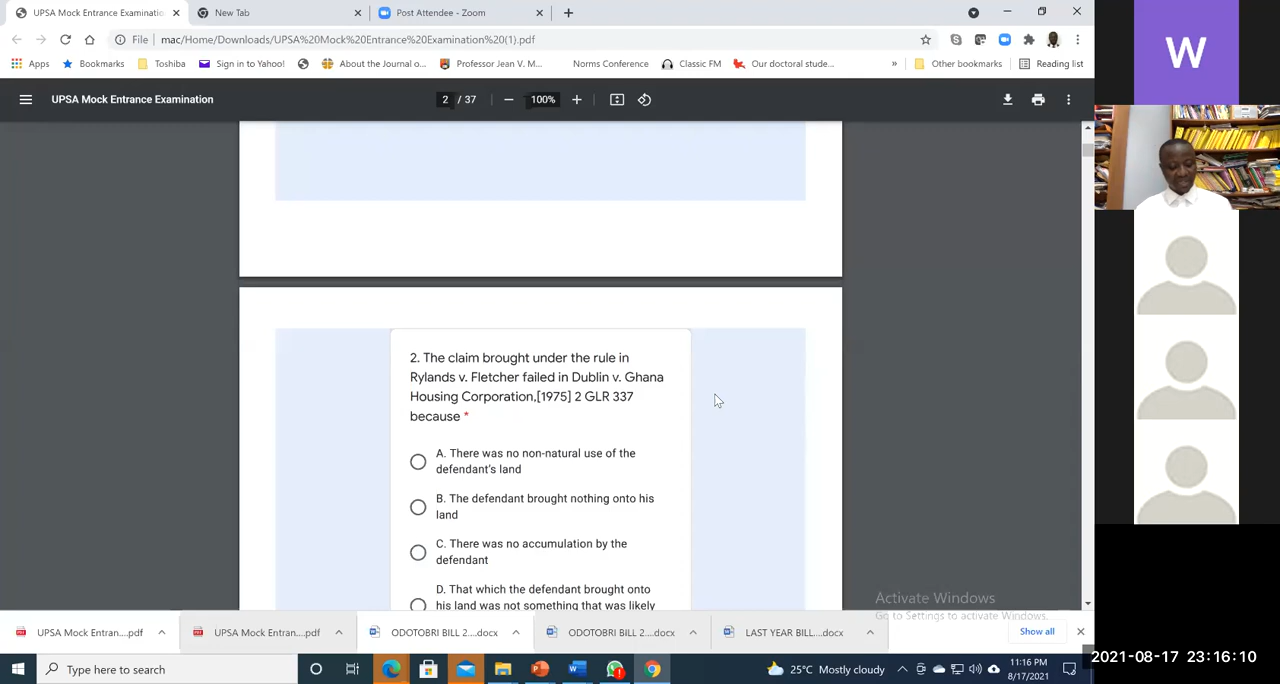 UPSA Mock Entrance Examinatio
New Tab
Post Attendee - Zoom
File
mac/Home/Downloads/UPSA%20Mock%20Entrance%20Examination%20(1).pdf
Apps
Bookmarks
Toshiba
Sign in to Yahoo!
About the Journal o...
Professor Jean V. M...
Norms Conference
Classic FM
Our doctoral stude...
»
Other bookmarks
Reading list
UPSA Mock Entrance Examination
2 / 37
100%
W
2. The claim brought under the rule in
Rylands v. Fletcher failed in Dublin v. Ghana
Housing Corporation,[1975] 2 GLR 337
because *
A. There was no non-natural use of the
defendant's land
B. The defendant brought nothing onto his
land
C. There was no accumulation by the
defendant
D. That which the defendant brought onto
his land was not something that was likely
Activate Windows
Go to Settings to activate Windows.
UPSA Mock Entran....pdf
UPSA Mock Entran....pdf
ODOTOBRI BILL 2....docx
ODOTOBRI BILL 2....docx
LAST YEAR BILL....docx
Show all
Type here to search
25°C Mostly cloudy
11:16 PM
8/17/2021
2021-08-17 23:16:10